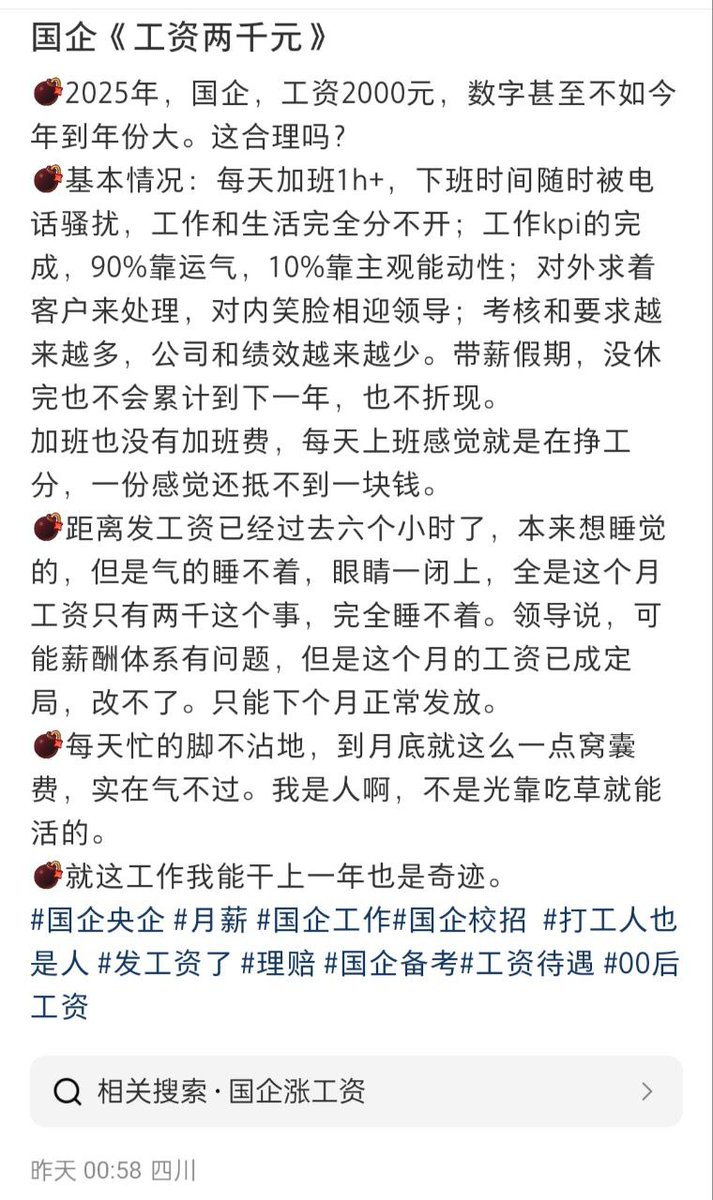 国企《工资两千元》
💣2025年，国企，工资2000元，数字甚至不如今
年到年份大。这合理吗？
💣基本情况：每天加班1h+，下班时间随时被电
话骚扰，工作和生活完全分不开；工作kpi的完
成，90%靠运气，10%靠主观能动性；对外求着
客户来处理，对内笑脸相迎领导；考核和要求越
来越多，公司和绩效越来越少。带薪假期，没休
完也不会累计到下一年，也不折现。
加班也没有加班费，每天上班感觉就是在挣工
分，一份感觉还抵不到一块钱。
💣距离发工资已经过去六个小时了，本来想睡觉
的，但是气的睡不着，眼睛一闭上，全是这个月
工资只有两千这个事，完全睡不着。领导说，可
能薪酬体系有问题，但是这个月的工资已成定
局，改不了。只能下个月正常发放。
💣每天忙的脚不沾地，到月底就这么一点窝囊
费，实在气不过。我是人啊，不是光靠吃草就能
活的。
💣就这工作我能干上一年也是奇迹。
#国企央企 #月薪 #国企工作#国企校招 #打工人也
是人 #发工资了 #理赔 #国企备考#工资待遇 #00后
工资
相关搜索·国企涨工资
昨天 00:58 四川